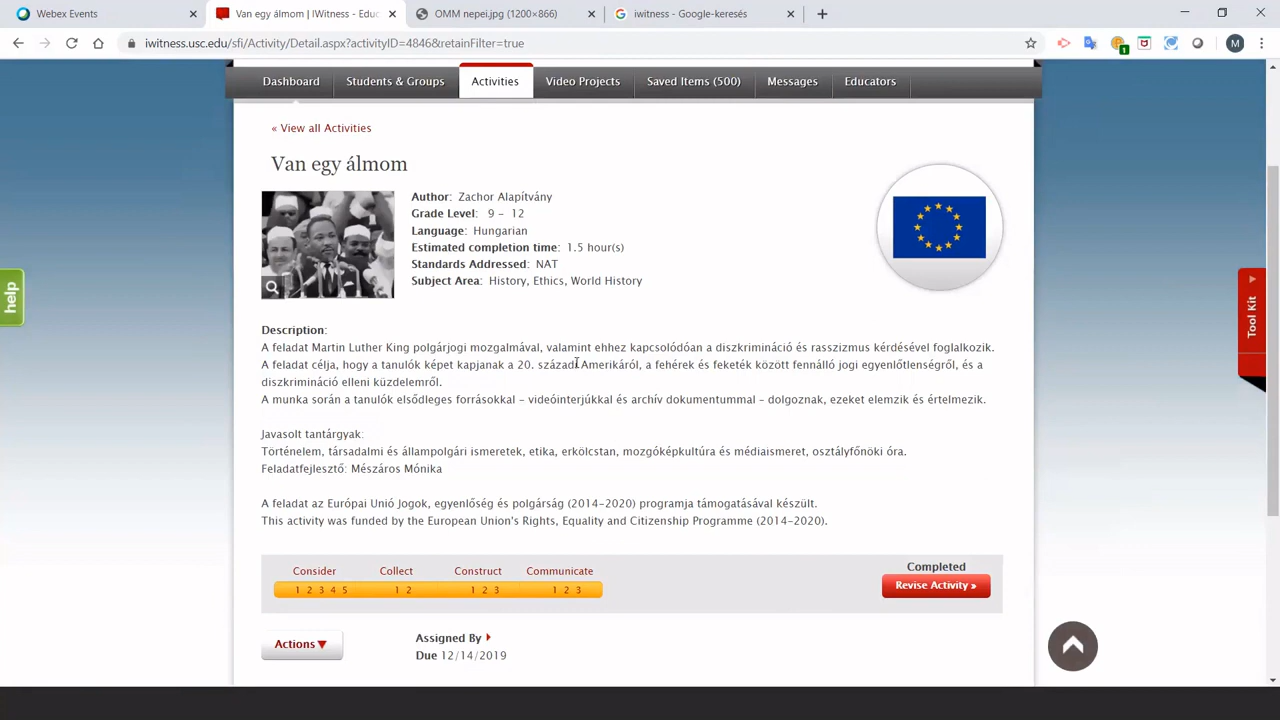 Webex Events
Van egy álmom | IWitness - Educ
OMM nepei.jpg (1200×866)
iwitness - Google-keresés
iwitness.usc.edu/sfi/Activity/Detail.aspx?activityID=4846&retainFilter=true
1
M
Dashboard
Students & Groups
Activities
Video Projects
Saved Items (500)
Messages
Educators
« View all Activities
Van egy álmom
Author: Zachor Alapítvány
Grade Level: 9 - 12
Language: Hungarian
Estimated completion time: 1.5 hour(s)
Standards Addressed: NAT
Subject Area: History, Ethics, World History
help
Tool Kit
Description:
A feladat Martin Luther King polgárjogi mozgalmával, valamint ehhez kapcsolódóan a diszkrimináció és rasszizmus kérdésével foglalkozik.
A feladat célja, hogy a tanulók képet kapjanak a 20. századi Amerikáról, a fehérek és feketék között fennálló jogi egyenlőtlenségről, és a
diszkrimináció elleni küzdelemről.
A munka során a tanulók elsődleges forrásokkal – videóinterjúkkal és archív dokumentummal – dolgoznak, ezeket elemzik és értelmezik.
Javasolt tantárgyak:
Történelem, társadalmi és állampolgári ismeretek, etika, erkölcstan, mozgóképkultúra és médiaismeret, osztályfőnöki óra.
Feladatfejlesztő: Mészáros Mónika
A feladat az Európai Unió Jogok, egyenlőség és polgárság (2014-2020) programja támogatásával készült.
This activity was funded by the European Union's Rights, Equality and Citizenship Programme (2014-2020).
Consider
Collect
Construct
Communicate
1 2 3 4 5
1 2
1 2 3
1 2 3
Completed
Revise Activity »
Actions▼
Assigned By
Due 12/14/2019